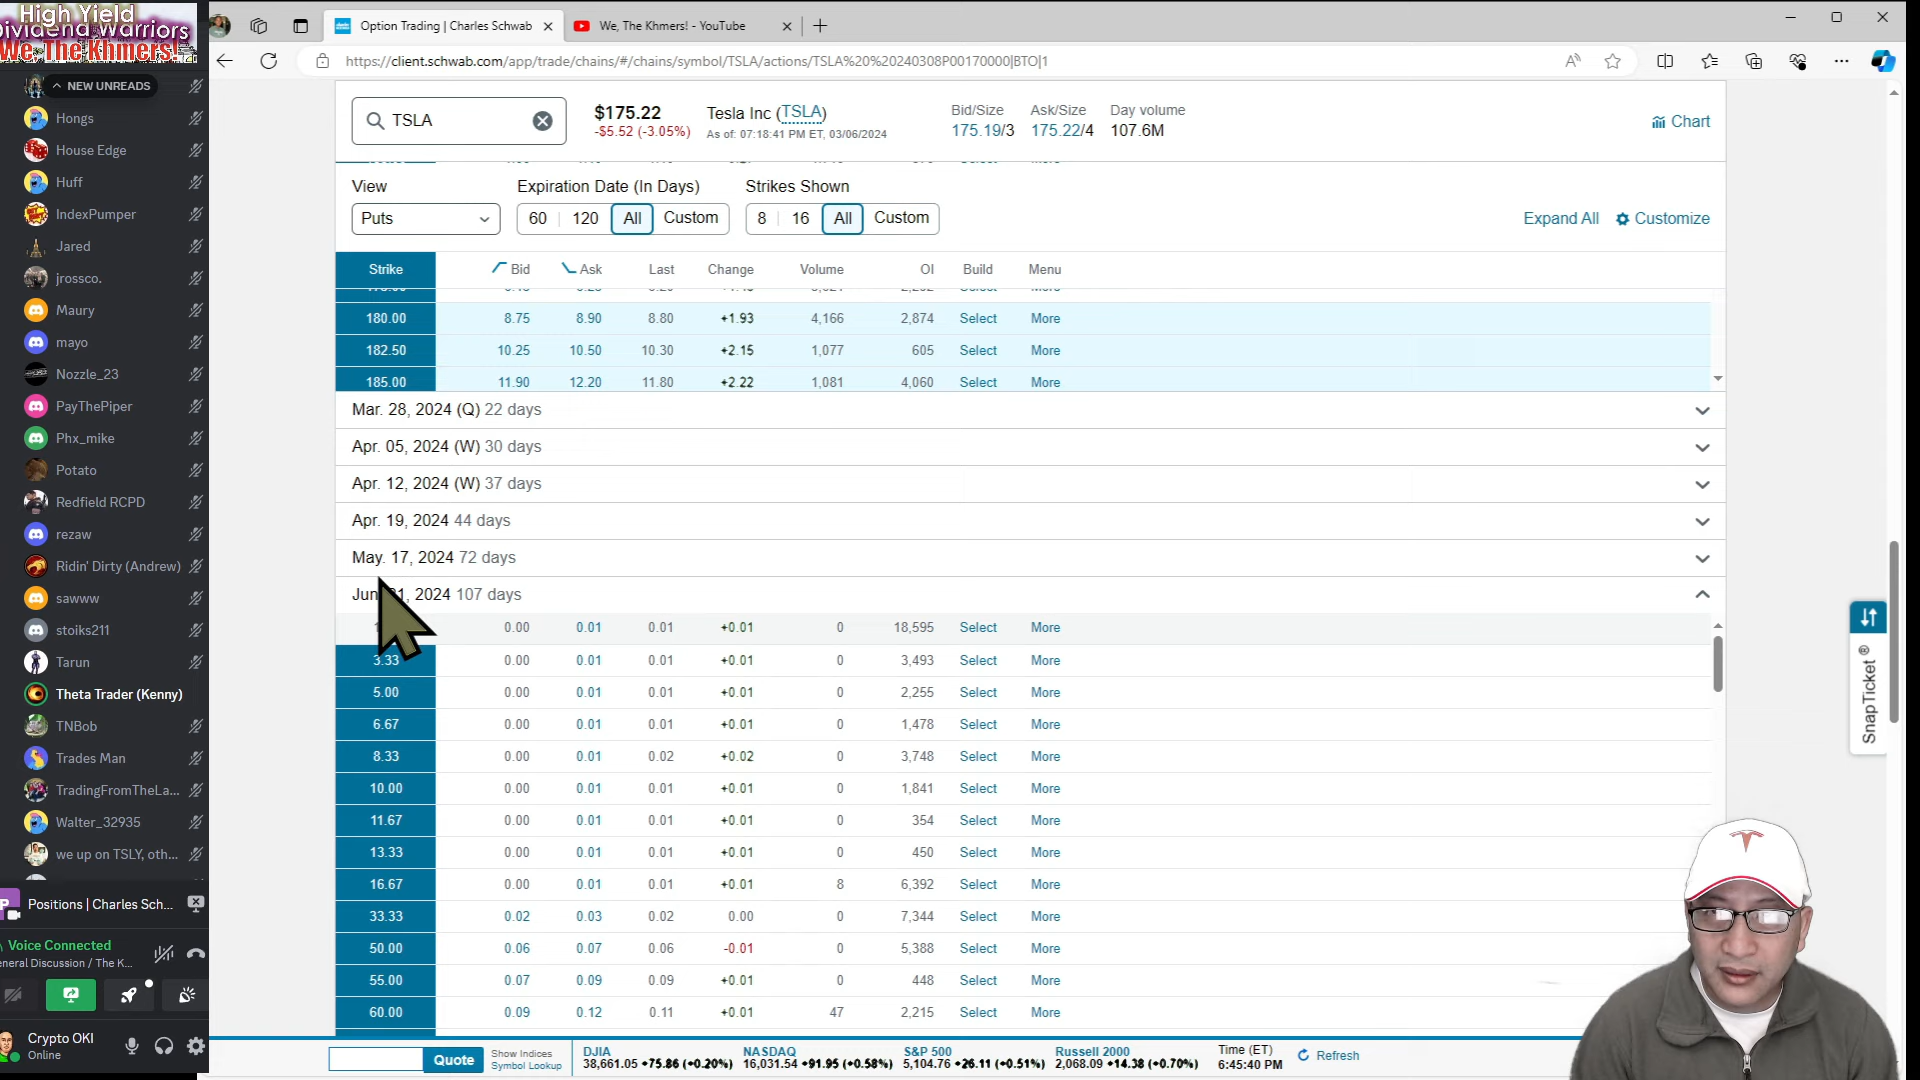 High Yield
Dividend Warriors
We The Khmers!
NEW UNREADS
Hongs
House Edge
Huff
IndexPumper
Jared
jrossco.
Maury
mayo
Nozzle_23
PayThePiper
Phx_mike
Potato
Redfield RCPD
rezaw
Ridin' Dirty (Andrew)
sawww
stoiks211
Tarun
Theta Trader (Kenny)
TNBob
Trades Man
TradingFromTheLa...
Walter_32935
we up on TSLY, oth...
Positions | Charles Sch...
Voice Connected
eneral Discussion / The K...
Crypto OKI
Online
Option Trading | Charles Schwab
We, The Khmers! - YouTube
https://client.schwab.com/app/trade/chains/#/chains/symbol/TSLA/actions/TSLA%20%20240308P00170000|BTO|1
TSLA
$175.22
-$5.52 (-3.05%)
Tesla Inc (TSLA)
As of: 07:18:41 PM ET, 03/06/2024
Bid/Size
175.19/3
Ask/Size
175.22/4
Day volume
107.6M
Chart
View
Puts
Expiration Date (In Days)
60 120 All Custom
Strikes Shown
8 16 All Custom
Expand All
Customize
Strike Bid Ask Last Change Volume OI Build Menu
180.00 8.75 8.90 8.80 +1.93 4,166 2,874 Select More
182.50 10.25 10.50 10.30 +2.15 1,077 605 Select More
185.00 11.90 12.20 11.80 +2.22 1,081 4,060 Select More
Mar. 28, 2024 (Q) 22 days
Apr. 05, 2024 (W) 30 days
Apr. 12, 2024 (W) 37 days
Apr. 19, 2024 44 days
May. 17, 2024 72 days
Jun. 21, 2024 107 days
0.00 0.01 0.01 +0.01 0 18,595 Select More
3.33 0.00 0.01 0.01 +0.01 0 3,493 Select More
5.00 0.00 0.01 0.01 +0.01 0 2,255 Select More
6.67 0.00 0.01 0.01 +0.01 0 1,478 Select More
8.33 0.00 0.01 0.02 +0.02 0 3,748 Select More
10.00 0.00 0.01 0.01 +0.01 0 1,841 Select More
11.67 0.00 0.01 0.01 +0.01 0 354 Select More
13.33 0.00 0.01 0.01 +0.01 0 450 Select More
16.67 0.00 0.01 0.01 +0.01 8 6,392 Select More
33.33 0.02 0.03 0.02 0.00 0 7,344 Select More
50.00 0.06 0.07 0.06 -0.01 0 5,388 Select More
55.00 0.07 0.09 0.09 +0.01 0 448 Select More
60.00 0.09 0.12 0.11 +0.01 47 2,215 Select More
SnapTicket ®
Quote
Show Indices
Symbol Lookup
DJIA
38,661.05 +75.86 (+0.20%)
NASDAQ
16,031.54 +91.95 (+0.58%)
S&P 500
5,104.76 +26.11 (+0.51%)
Russell 2000
2,068.09 +14.38 (+0.70%)
Time (ET)
6:45:40 PM
Refresh